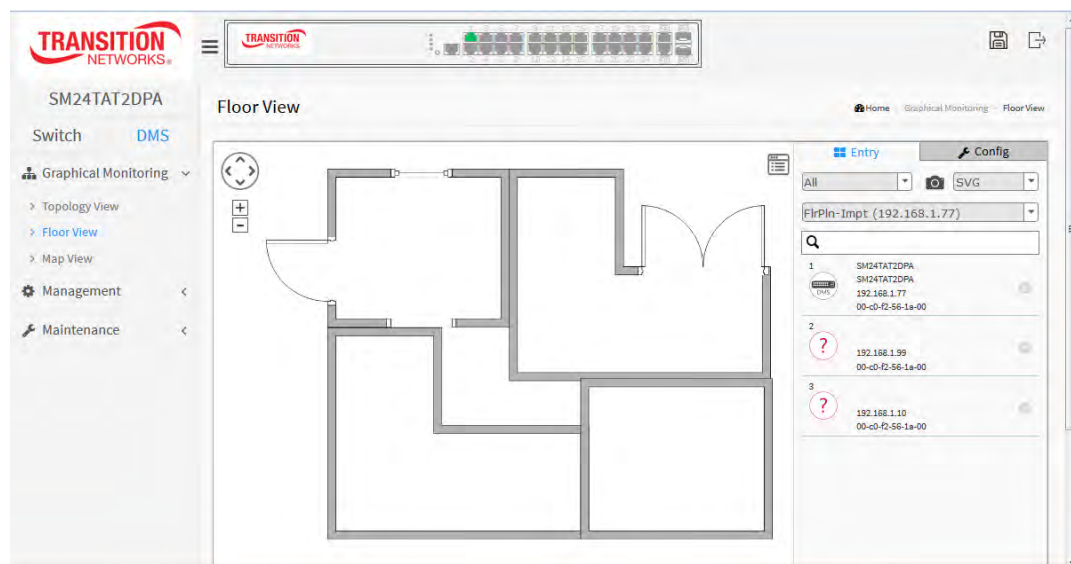 TRANSITION
NETWORKS®
TRANSITION
NETWORKS
SM24TAT2DPA
Switch DMS
Graphical Monitoring
> Topology View
> Floor View
> Map View
Management
Maintenance
Floor View
Home Graphical Monitoring Floor View
Entry Config
All SVG
FlrPln-Impt (192.168.1.77)
1
SM24TAT2DPA
SM24TAT2DPA
DMS
192.168.1.77
00-c0-f2-56-1a-00
2
?
192.168.1.99
00-c0-f2-56-1a-00
3
?
192.168.1.10
00-c0-f2-56-1a-00